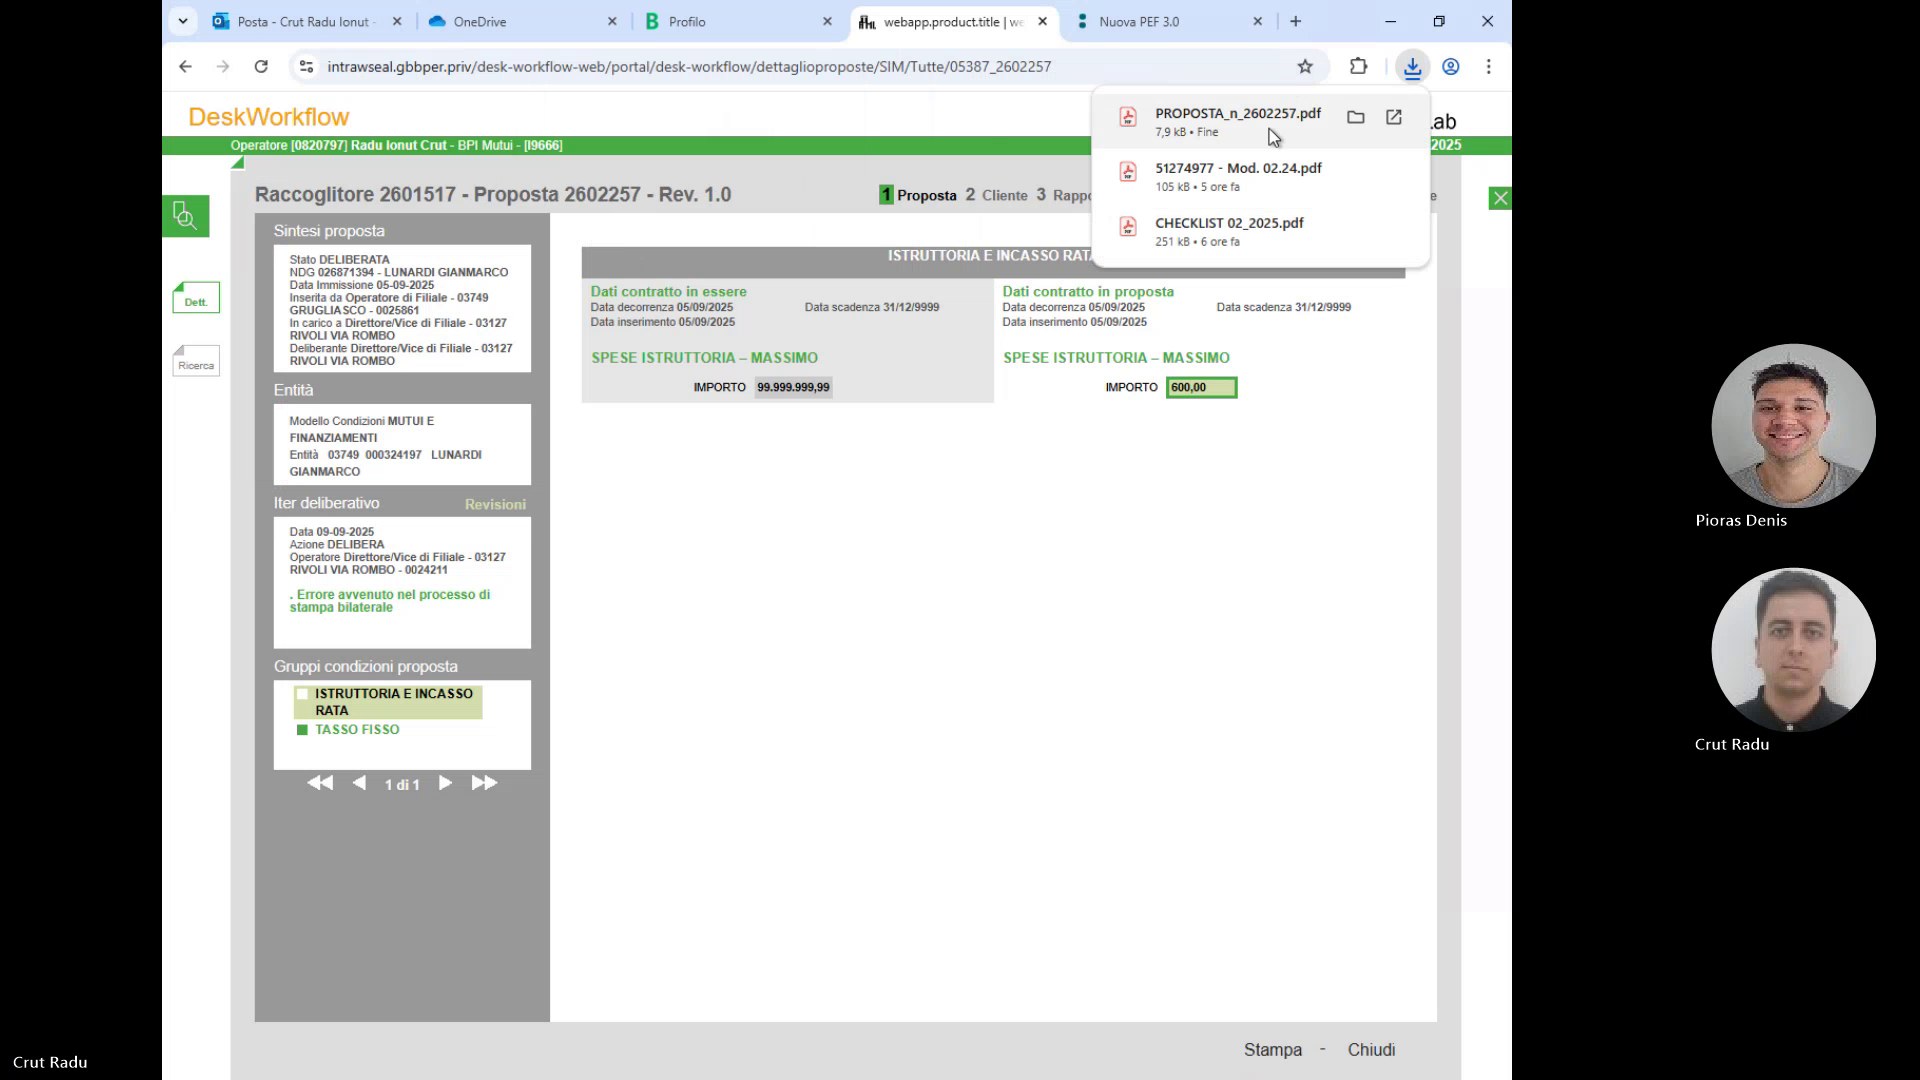 Posta - Crut Radu Ionut
OneDrive
Profilo
webapp.product.title | we
Nuova PEF 3.0
intrawseal.gbbper.priv/desk-workflow-web/portal/desk-workflow/dettaglioproposte/SIM/Tutte/05387_2602257
PROPOSTA_n_2602257.pdf
7,9 kB • Fine
51274977 - Mod. 02.24.pdf
105 kB • 5 ore fa
CHECKLIST 02_2025.pdf
251 kB • 6 ore fa
DeskWorkflow
ab
Operatore [0820797] Radu Ionut Crut - BPI Mutui - [I9666]
2025
Raccoglitore 2601517 - Proposta 2602257 - Rev. 1.0
1 Proposta 2 Cliente 3 Rappo
e
Dett.
Ricerca
Sintesi proposta
Stato DELIBERATA
NDG 026871394 - LUNARDI GIANMARCO
Data Immissione 05-09-2025
Inserita da Operatore di Filiale - 03749
GRUGLIASCO - 0025861
In carico a Direttore/Vice di Filiale - 03127
RIVOLI VIA ROMBO
Deliberante Direttore/Vice di Filiale - 03127
RIVOLI VIA ROMBO
Entità
Modello Condizioni MUTUI E
FINANZIAMENTI
Entità 03749 000324197 LUNARDI
GIANMARCO
Iter deliberativo Revisioni
Data 09-09-2025
Azione DELIBERA
Operatore Direttore/Vice di Filiale - 03127
RIVOLI VIA ROMBO - 0024211
. Errore avvenuto nel processo di
stampa bilaterale
Gruppi condizioni proposta
ISTRUTTORIA E INCASSO
RATA
TASSO FISSO
1 di 1
ISTRUTTORIA E INCASSO RATA
Dati contratto in essere
Data decorrenza 05/09/2025 Data scadenza 31/12/9999
Data inserimento 05/09/2025
SPESE ISTRUTTORIA – MASSIMO
IMPORTO 99.999.999,99
Dati contratto in proposta
Data decorrenza 05/09/2025 Data scadenza 31/12/9999
Data inserimento 05/09/2025
SPESE ISTRUTTORIA – MASSIMO
IMPORTO 600,00
Stampa - Chiudi
Pioras Denis
Crut Radu
Crut Radu